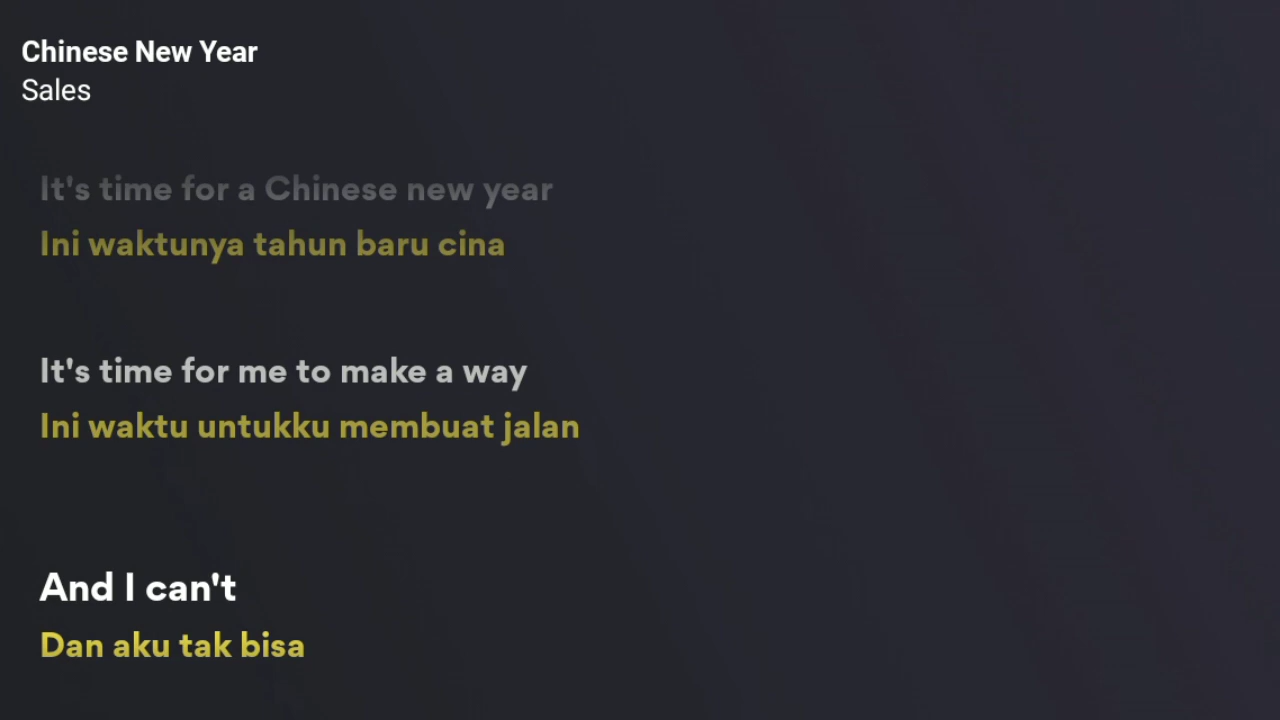 Chinese New Year
Sales
It's time for a Chinese new year
Ini waktunya tahun baru cina
It's time for me to make a way
Ini waktu untukku membuat jalan
And I can't
Dan aku tak bisa